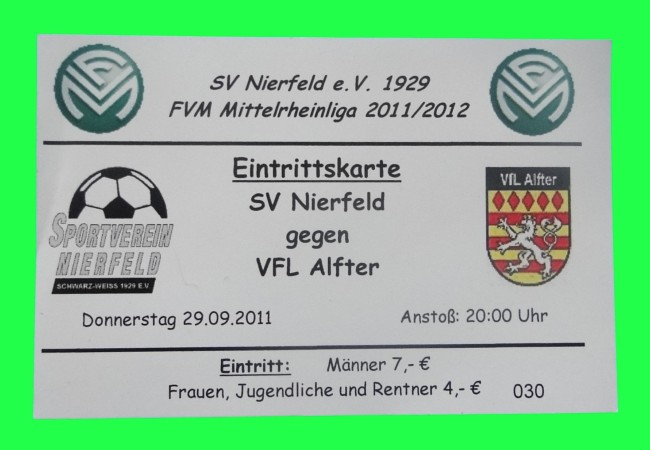 SV Nierfeld e.V. 1929
FVM Mittelrheinliga 2011/2012
Eintrittskarte
SV Nierfeld
gegen
VFL Alfter
SPORTVEREIN
NIERFELD
SCHWARZ-WEISS 1929 E.V.
VfL Alfter
Donnerstag 29.09.2011
Anstoß: 20:00 Uhr
Eintritt: Männer 7,- €
Frauen, Jugendliche und Rentner 4,- € 030